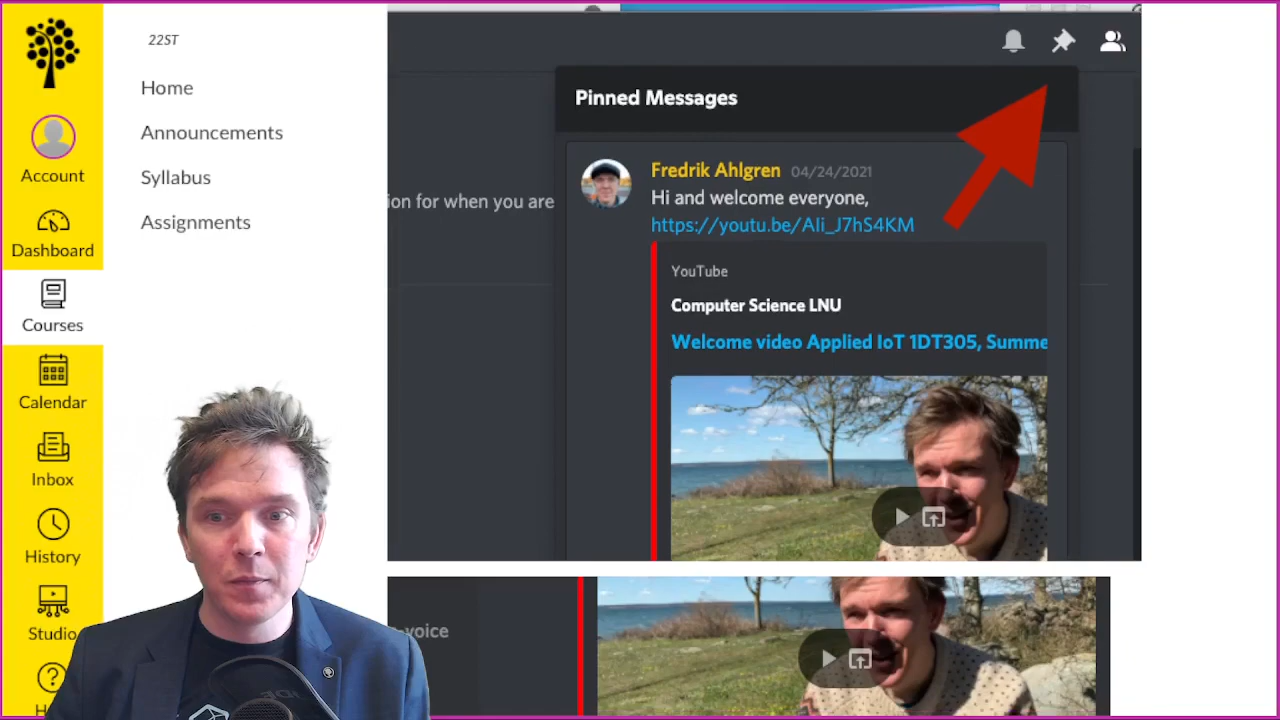 22ST
Home
Announcements
Syllabus
Assignments
Account
Dashboard
Courses
Calendar
Inbox
History
Studio
Pinned Messages
Fredrik Ahlgren 04/24/2021
Hi and welcome everyone,
https://youtu.be/Ali_J7hS4KM
ion for when you are
YouTube
Computer Science LNU
Welcome video Applied IoT 1DT305, Summe
voice